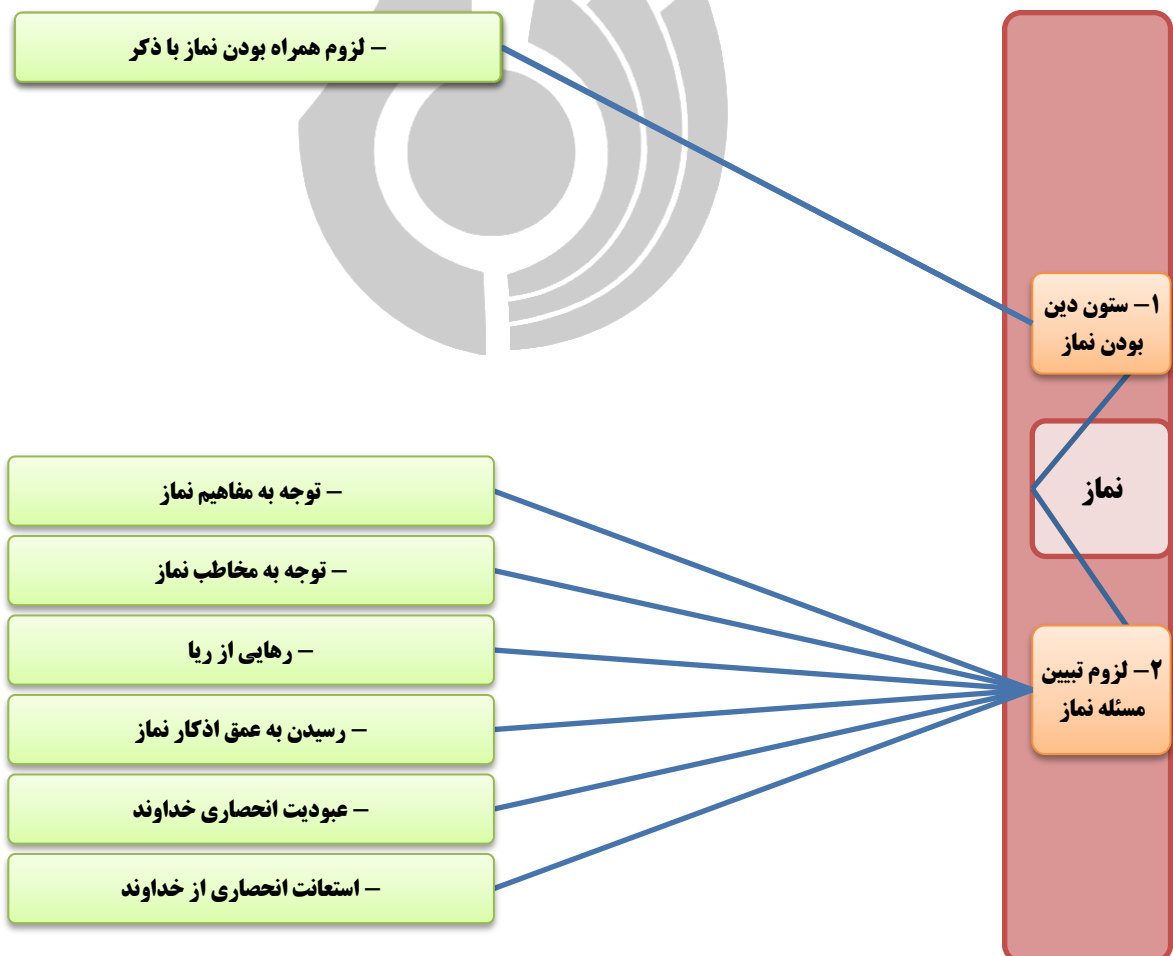 – لزوم همراه بودن نماز با ذکر
۱– ستون دین
بودن نماز
نماز
– توجه به مفاهیم نماز
– توجه به مخاطب نماز
– رهایی از ریا
۲– لزوم تبیین
مسئله نماز
– رسیدن به عمق اذکار نماز
– عبودیت انحصاری خداوند
– استعانت انحصاری از خداوند